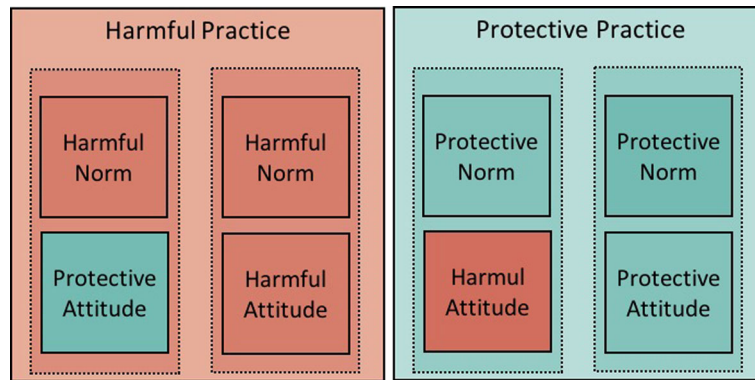 Harmful Practice
Harmful
Norm
Harmful
Norm
Protective
Attitude
Harmful
Attitude
Protective Practice
Protective
Norm
Protective
Norm
Harmul
Attitude
Protective
Attitude